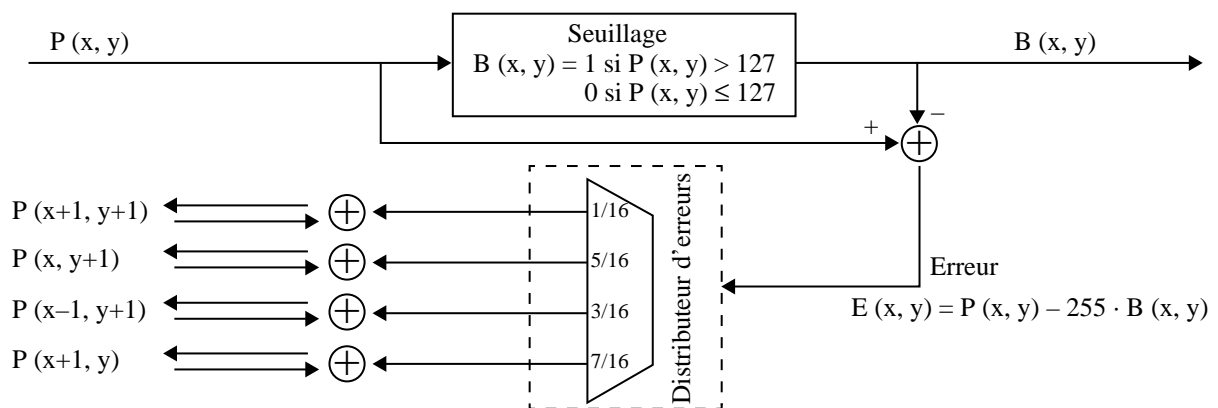 P (x, y)
Seuillage
B (x, y) = 1 si P (x, y) > 127
0 si P (x, y) ≤ 127
B (x, y)
+
–
P (x+1, y+1)
1/16
P (x, y+1)
5/16
P (x–1, y+1)
3/16
P (x+1, y)
7/16
Distributeur d'erreurs
Erreur
E (x, y) = P (x, y) – 255 · B (x, y)